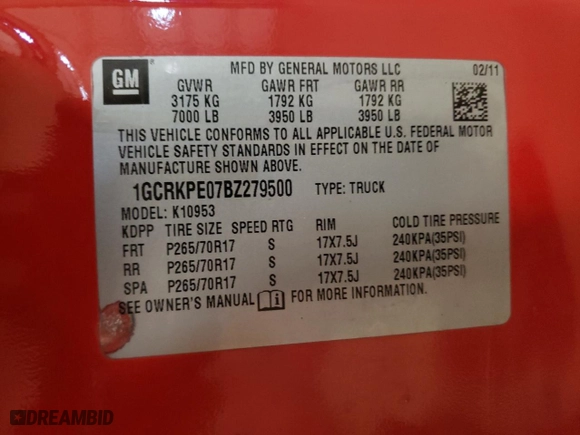 GM
MFD BY GENERAL MOTORS LLC 02/11
GVWR GAWR FRT GAWR RR
3175 KG 1792 KG 1792 KG
7000 LB 3950 LB 3950 LB
THIS VEHICLE CONFORMS TO ALL APPLICABLE U.S. FEDERAL MOTOR
VEHICLE SAFETY STANDARDS IN EFFECT ON THE DATE OF
MANUFACTURE SHOWN ABOVE.
1GCRKPE07BZ279500 TYPE: TRUCK
MODEL: K10953
KDPP TIRE SIZE SPEED RTG RIM COLD TIRE PRESSURE
FRT P265/70R17 S 17X7.5J 240KPA(35PSI)
RR P265/70R17 S 17X7.5J 240KPA(35PSI)
SPA P265/70R17 S 17X7.5J 240KPA(35PSI)
SEE OWNER'S MANUAL i FOR MORE INFORMATION.
DREAMBID